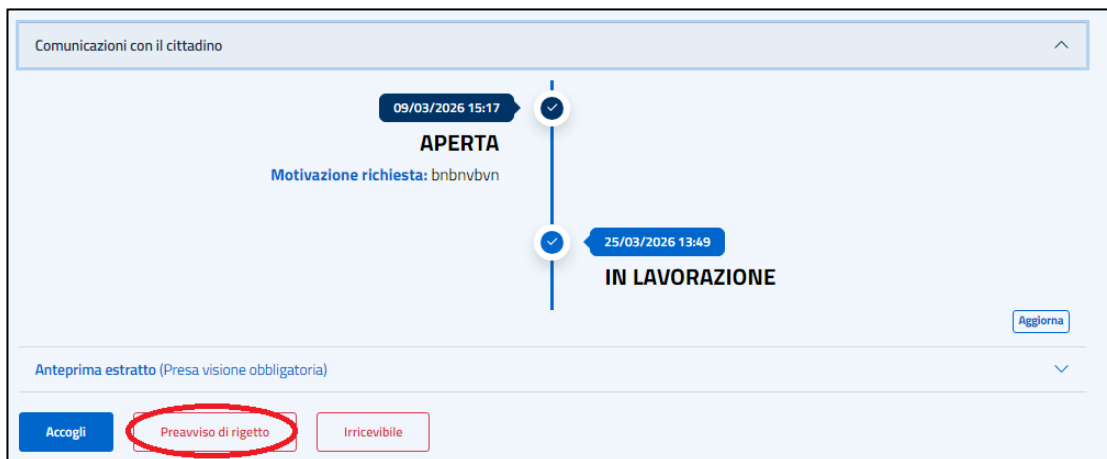 Comunicazioni con il cittadino
09/03/2026 15:17
APERTA
Motivazione richiesta: bnbnvbvn
25/03/2026 13:49
IN LAVORAZIONE
Aggiorna
Anteprima estratto (Presa visione obbligatoria)
Accogli
Preavviso di rigetto
Irricevibile